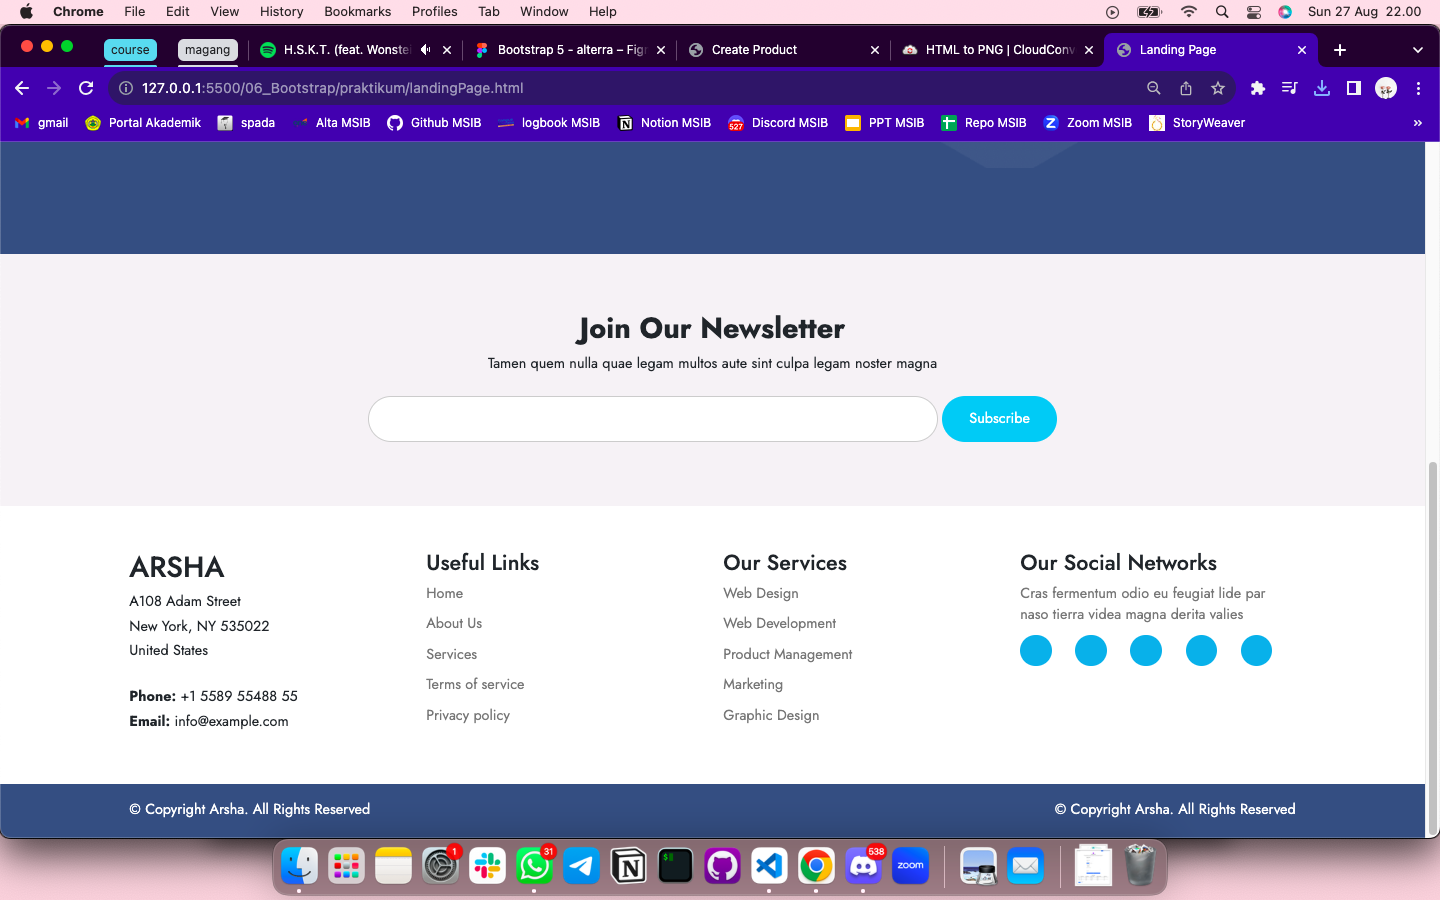 Chrome File Edit View History Bookmarks Profiles Tab Window Help Sun 27 Aug 22.00
course magang H.S.K.T. (feat. Wonste Bootstrap 5 - alterra – Fig Create Product HTML to PNG | CloudConv Landing Page
127.0.0.1:5500/06_Bootstrap/praktikum/landingPage.html
gmail Portal Akademik spada Alta MSIB Github MSIB logbook MSIB Notion MSIB 527 Discord MSIB PPT MSIB Repo MSIB Zoom MSIB StoryWeaver »
Join Our Newsletter
Tamen quem nulla quae legam multos aute sint culpa legam noster magna
Subscribe
ARSHA
A108 Adam Street
New York, NY 535022
United States
Phone: +1 5589 55488 55
Email: info@example.com
Useful Links
Home
About Us
Services
Terms of service
Privacy policy
Our Services
Web Design
Web Development
Product Management
Marketing
Graphic Design
Our Social Networks
Cras fermentum odio eu feugiat lide par
naso tierra videa magna derita valies
© Copyright Arsha. All Rights Reserved © Copyright Arsha. All Rights Reserved
1 31 538 zoom